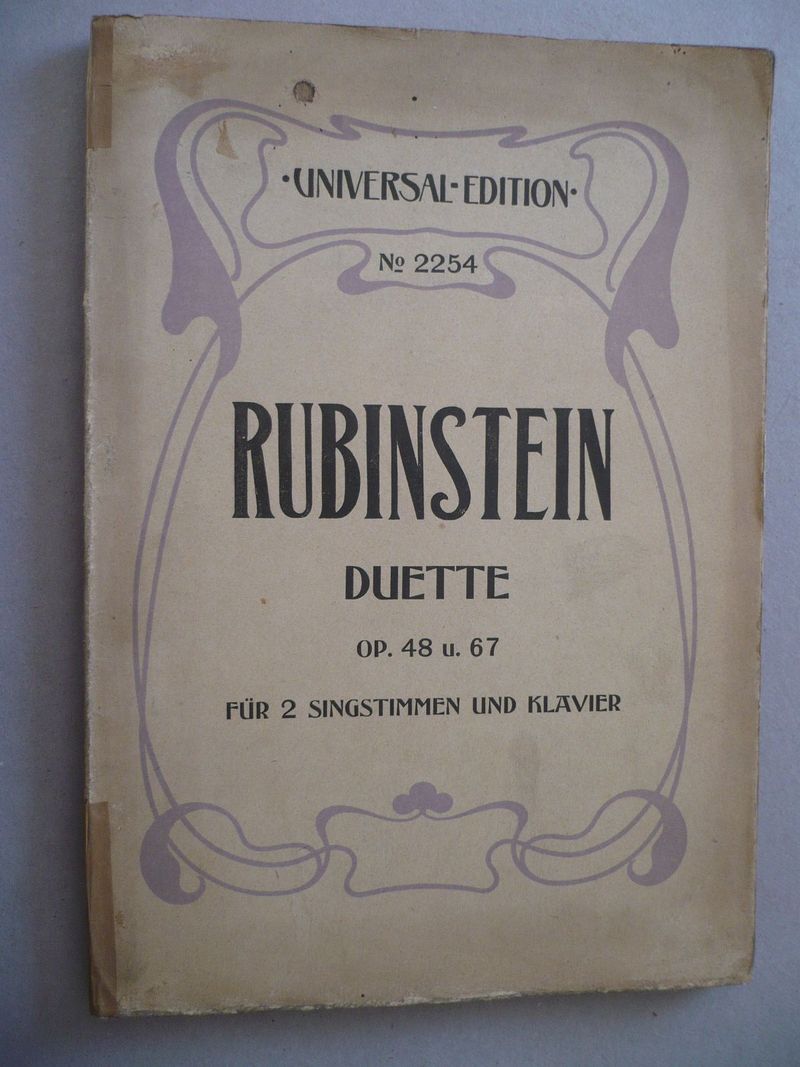 ·UNIVERSAL-EDITION·
Nº 2254
RUBINSTEIN
DUETTE
OP. 48 u. 67
FÜR 2 SINGSTIMMEN UND KLAVIER